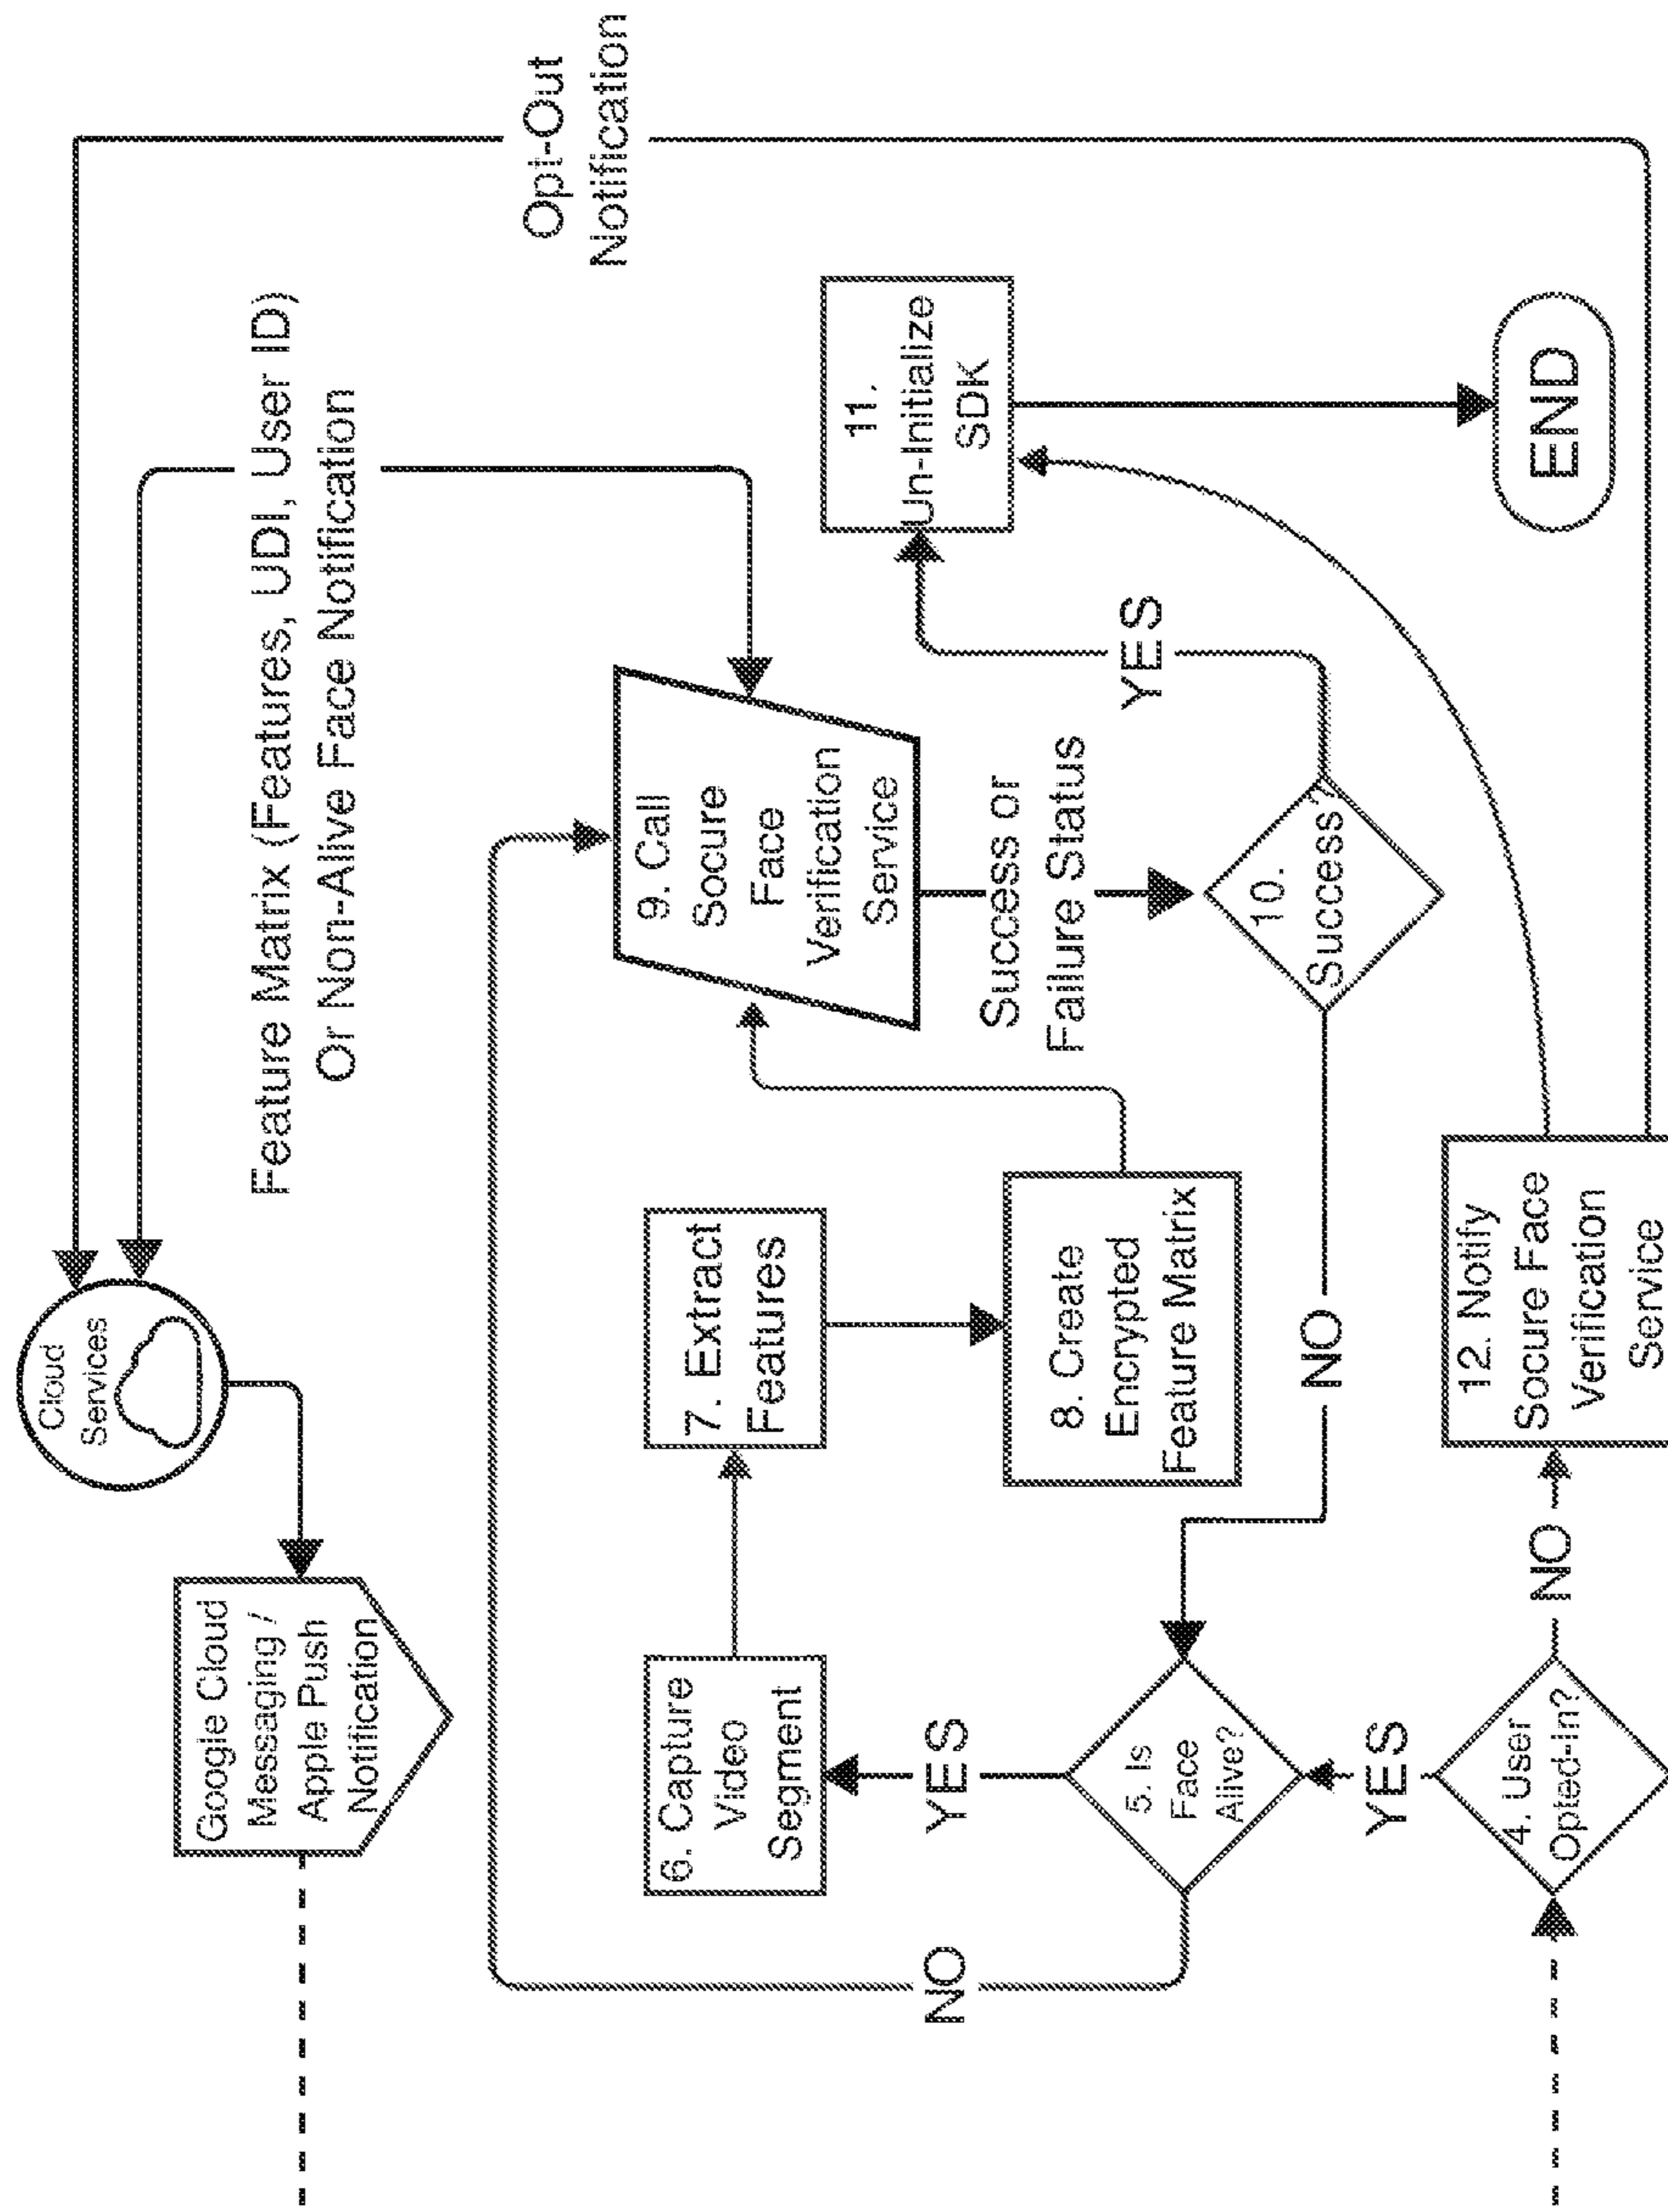 Cloud
Services
Google Cloud
Messaging /
Apple Push
Notification
Feature Matrix (Features, UDI, User ID)
Or Non-Alive Face Notification
Opt-Out
Notification
6. Capture
Video
Segment
7. Extract
Features
9. Call
Socure
Face
Verification
Service
11.
Un-Initialize
SDK
NO
YES
8. Create
Encrypted
Feature Matrix
Success or
Failure Status
YES
5. Is
Face
Alive?
10.
Success?
NO
YES
4. User
Opted-In?
NO
12. Notify
Socure Face
Verification
Service
END